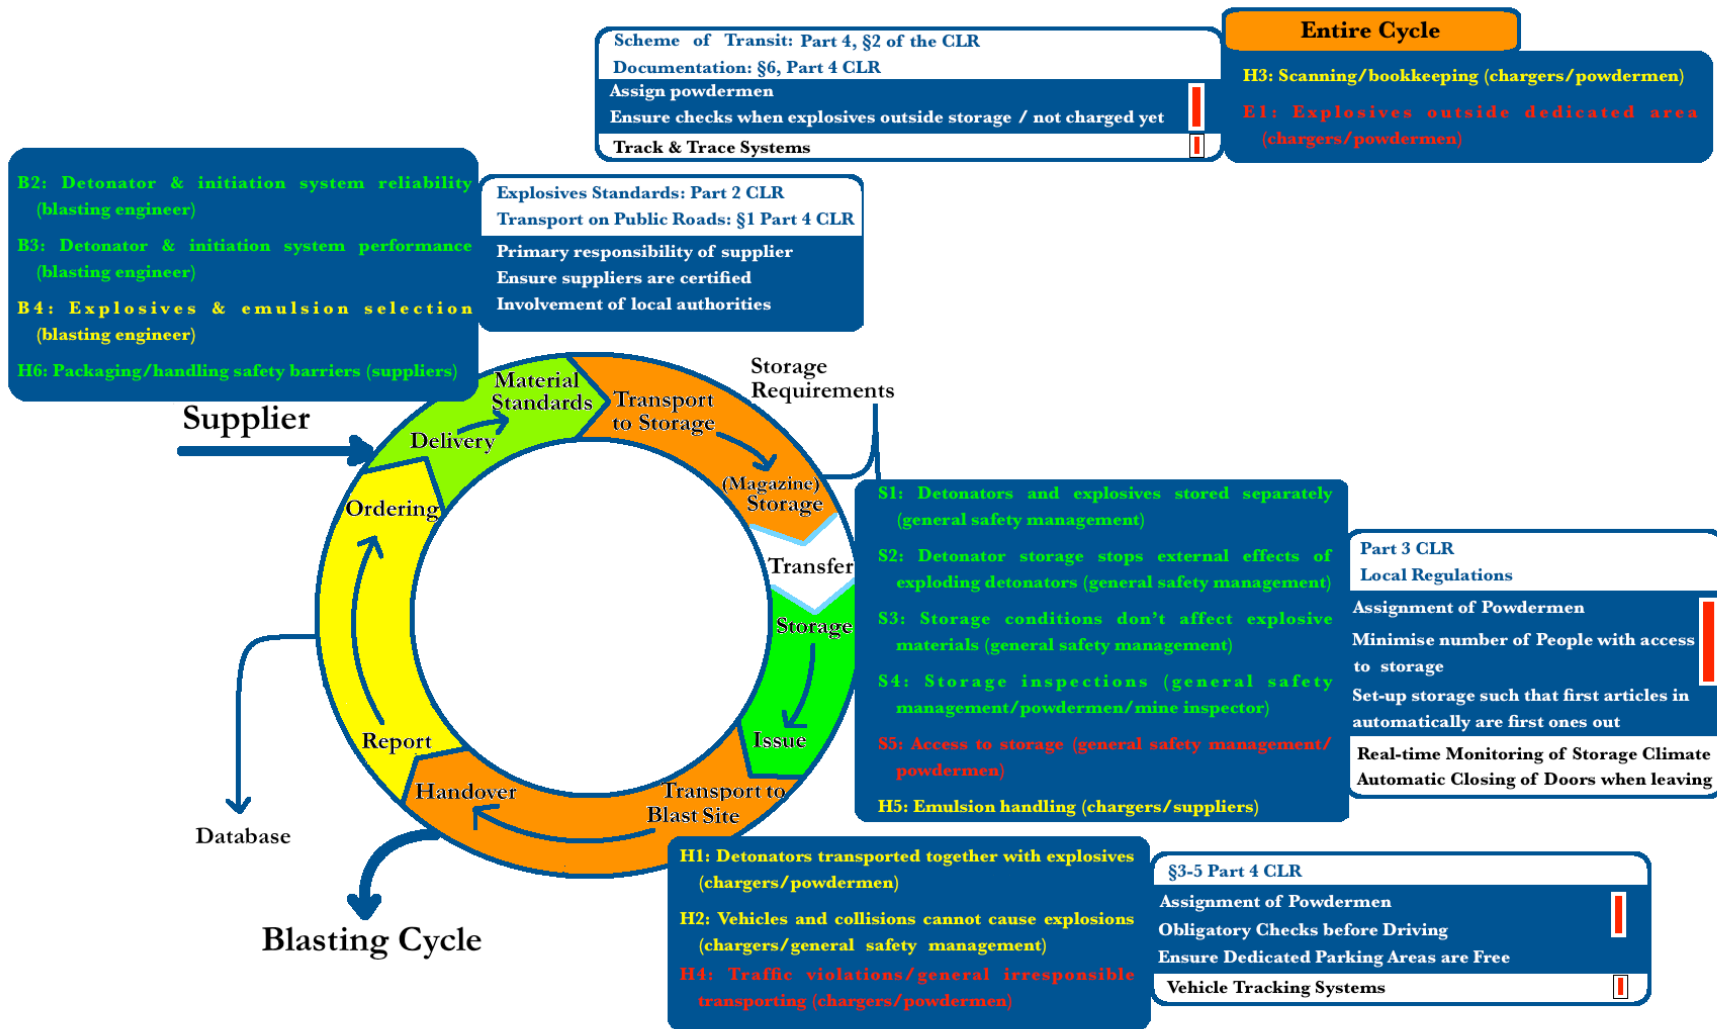 Scheme of Transit: Part 4, §2 of the CLR
Documentation: §6, Part 4 CLR
Assign powdermen
Ensure checks when explosives outside storage / not charged yet
Track & Trace Systems
Entire Cycle
H3: Scanning/bookkeeping (chargers/powdermen)
E1: Explosives outside dedicated area
(chargers/powdermen)
B2: Detonator & initiation system reliability
(blasting engineer)
B3: Detonator & initiation system performance
(blasting engineer)
B4: Explosives & emulsion selection
(blasting engineer)
H6: Packaging/handling safety barriers (suppliers)
Explosives Standards: Part 2 CLR
Transport on Public Roads: §1 Part 4 CLR
Primary responsibility of supplier
Ensure suppliers are certified
Involvement of local authorities
Supplier
Delivery
Material
Standards
Transport
to Storage
Storage
Requirements
(Magazine)
Storage
Transfer
Storage
Issue
Transport to
Blast Site
Handover
Report
Ordering
Database
Blasting Cycle
S1: Detonators and explosives stored separately
(general safety management)
S2: Detonator storage stops external effects of
exploding detonators (general safety management)
S3: Storage conditions don't affect explosive
materials (general safety management)
S4: Storage inspections (general safety
management/powdermen/mine inspector)
S5: Access to storage (general safety management/
powdermen)
H5: Emulsion handling (chargers/suppliers)
Part 3 CLR
Local Regulations
Assignment of Powdermen
Minimise number of People with access
to storage
Set-up storage such that first articles in
automatically are first ones out
Real-time Monitoring of Storage Climate
Automatic Closing of Doors when leaving
H1: Detonators transported together with explosives
(chargers/powdermen)
H2: Vehicles and collisions cannot cause explosions
(chargers/general safety management)
H4: Traffic violations/general irresponsible
transporting (chargers/powdermen)
§3-5 Part 4 CLR
Assignment of Powdermen
Obligatory Checks before Driving
Ensure Dedicated Parking Areas are Free
Vehicle Tracking Systems